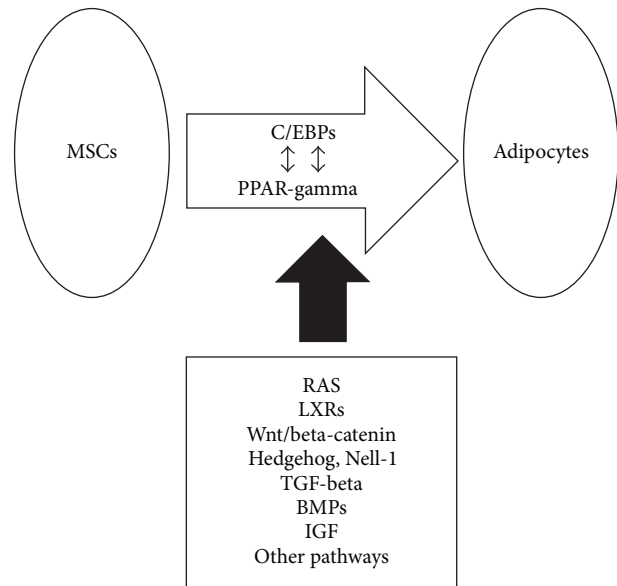 MSCs
C/EBPs
PPAR-gamma
Adipocytes
RAS
LXRs
Wnt/beta-catenin
Hedgehog, Nell-1
TGF-beta
BMPs
IGF
Other pathways